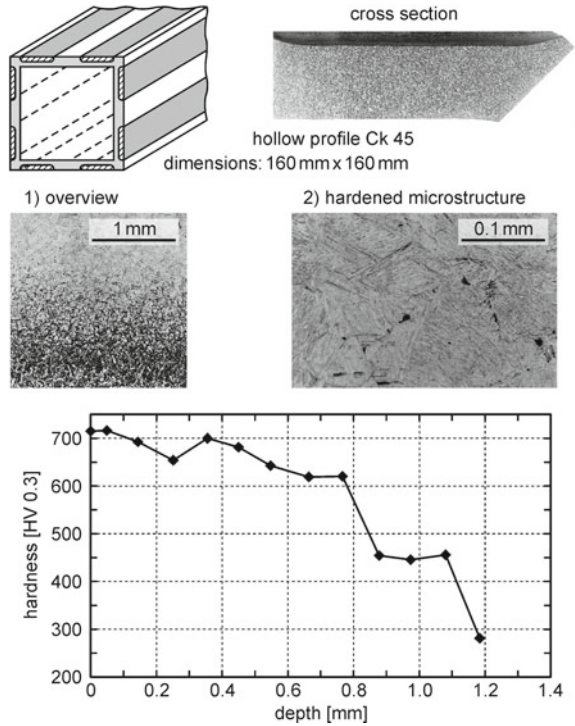 cross section
hollow profile Ck 45
dimensions: 160 mm x 160 mm
1) overview
2) hardened microstructure
1 mm
0.1 mm
hardness [HV 0.3]
700
600
500
400
300
200
0 0.2 0.4 0.6 0.8 1.0 1.2 1.4
depth [mm]